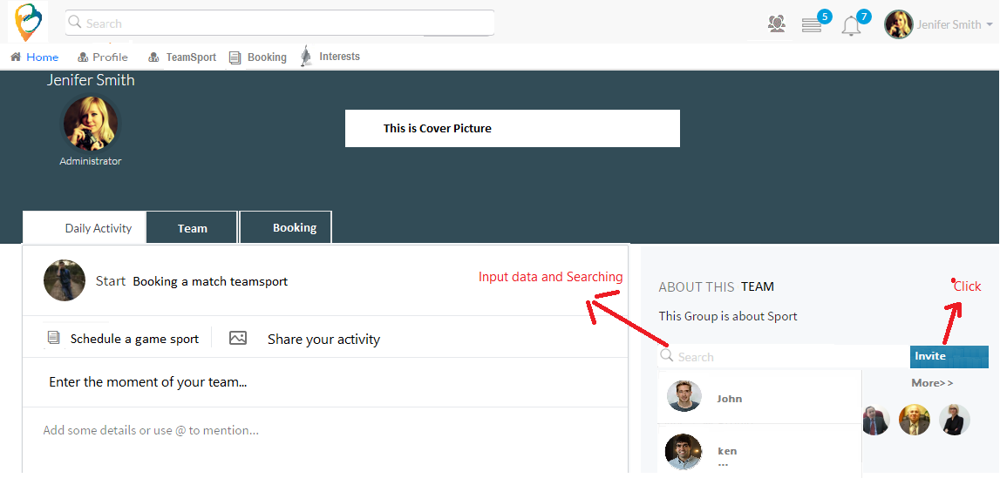 Search
5
7
Jenifer Smith
Home
Profile
TeamSport
Booking
Interests
Jenifer Smith
Administrator
This is Cover Picture
Daily Activity
Team
Booking
Start Booking a match teamsport
Input data and Searching
Schedule a game sport
Share your activity
Enter the moment of your team...
Add some details or use @ to mention...
ABOUT THIS TEAM
Click
This Group is about Sport
Search
Invite
More>>
John
ken
...